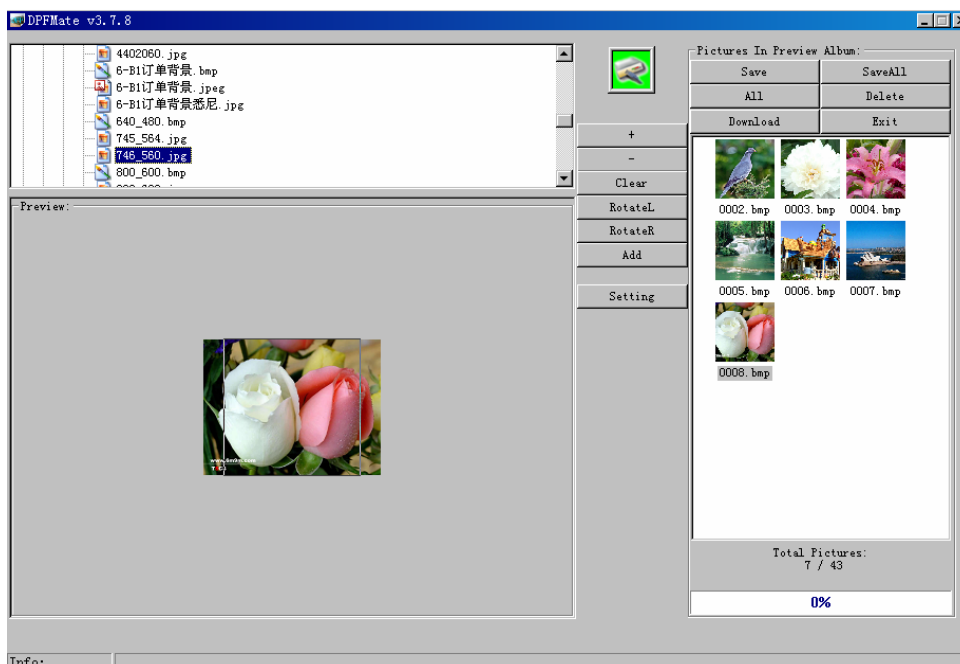 DPFMate v3.7.8
4402060.jpg
6-B1订单背景.bmp
6-B1订单背景.jpeg
6-B1订单背景悉尼.jpg
640_480.bmp
745_564.jpg
746_560.jpg
800_600.bmp
Preview:
+
-
Clear
RotateL
RotateR
Add
Setting
Pictures In Preview Album:
Save SaveAll
All Delete
Download Exit
0002.bmp 0003.bmp 0004.bmp
0005.bmp 0006.bmp 0007.bmp
0008.bmp
Total Pictures:
7 / 43
0%
Info: